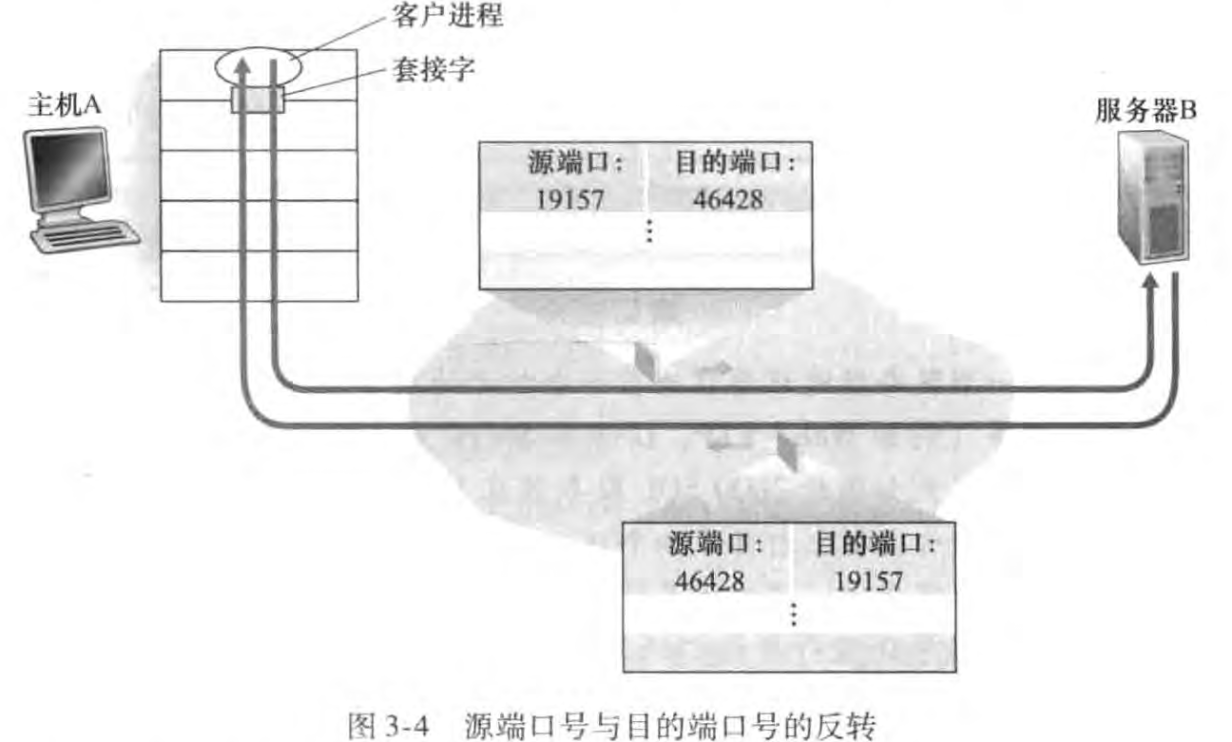 客户进程
套接字
主机A
服务器B
源端口: 目的端口:
19157 46428
⋮
源端口: 目的端口:
46428 19157
⋮
图 3-4 源端口号与目的端口号的反转